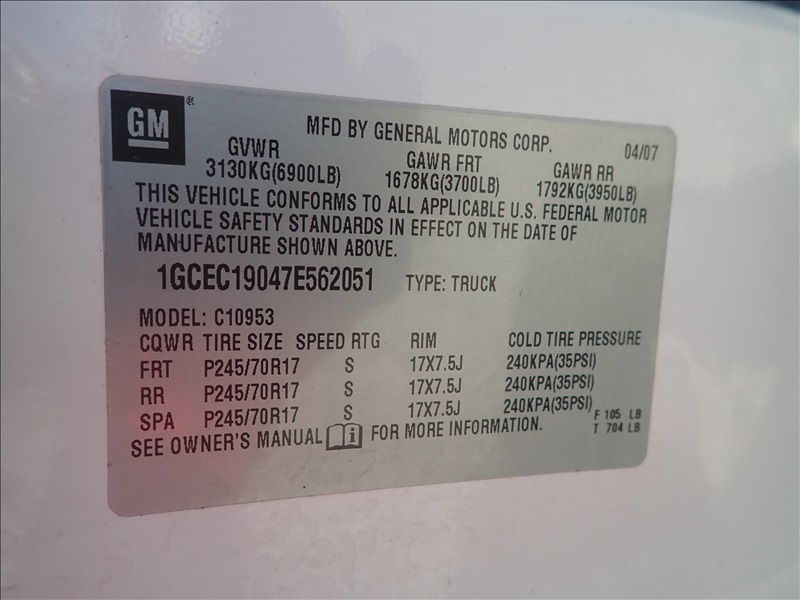 GM®
MFD BY GENERAL MOTORS CORP. 04/07
GVWR GAWR FRT GAWR RR
3130KG(6900LB) 1678KG(3700LB) 1792KG(3950LB)
THIS VEHICLE CONFORMS TO ALL APPLICABLE U.S. FEDERAL MOTOR
VEHICLE SAFETY STANDARDS IN EFFECT ON THE DATE OF
MANUFACTURE SHOWN ABOVE.
1GCEC19047E562051 TYPE: TRUCK
MODEL: C10953
CQWR TIRE SIZE SPEED RTG RIM COLD TIRE PRESSURE
FRT P245/70R17 S 17X7.5J 240KPA(35PSI)
RR P245/70R17 S 17X7.5J 240KPA(35PSI)
SPA P245/70R17 S 17X7.5J 240KPA(35PSI)
F 105 LB
T 704 LB
SEE OWNER'S MANUAL i FOR MORE INFORMATION.